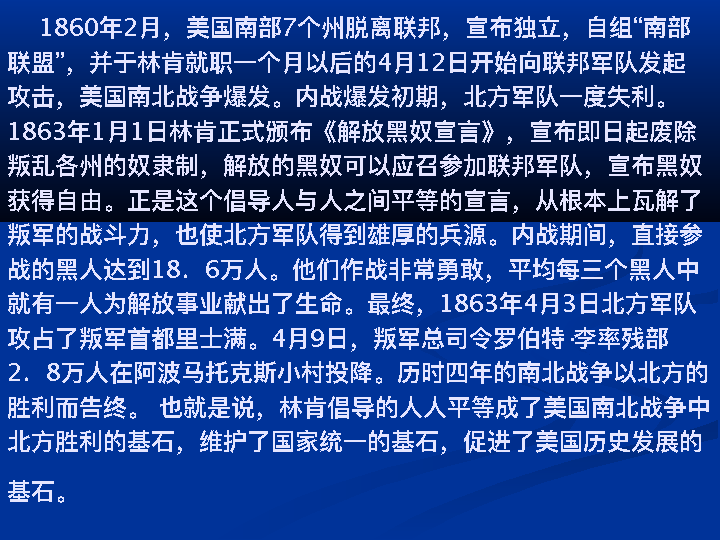 1860年2月，美国南部7个州脱离联邦，宣布独立，自组“南部
联盟”，并于林肯就职一个月以后的4月12日开始向联邦军队发起
攻击，美国南北战争爆发。内战爆发初期，北方军队一度失利。
1863年1月1日林肯正式颁布《解放黑奴宣言》，宣布即日起废除
叛乱各州的奴隶制，解放的黑奴可以应召参加联邦军队，宣布黑奴
获得自由。正是这个倡导人与人之间平等的宣言，从根本上瓦解了
叛军的战斗力，也使北方军队得到雄厚的兵源。内战期间，直接参
战的黑人达到18．6万人。他们作战非常勇敢，平均每三个黑人中
就有一人为解放事业献出了生命。最终，1863年4月3日北方军队
攻占了叛军首都里士满。4月9日，叛军总司令罗伯特·李率残部
2．8万人在阿波马托克斯小村投降。历时四年的南北战争以北方的
胜利而告终。 也就是说，林肯倡导的人人平等成了美国南北战争中
北方胜利的基石，维护了国家统一的基石，促进了美国历史发展的
基石。